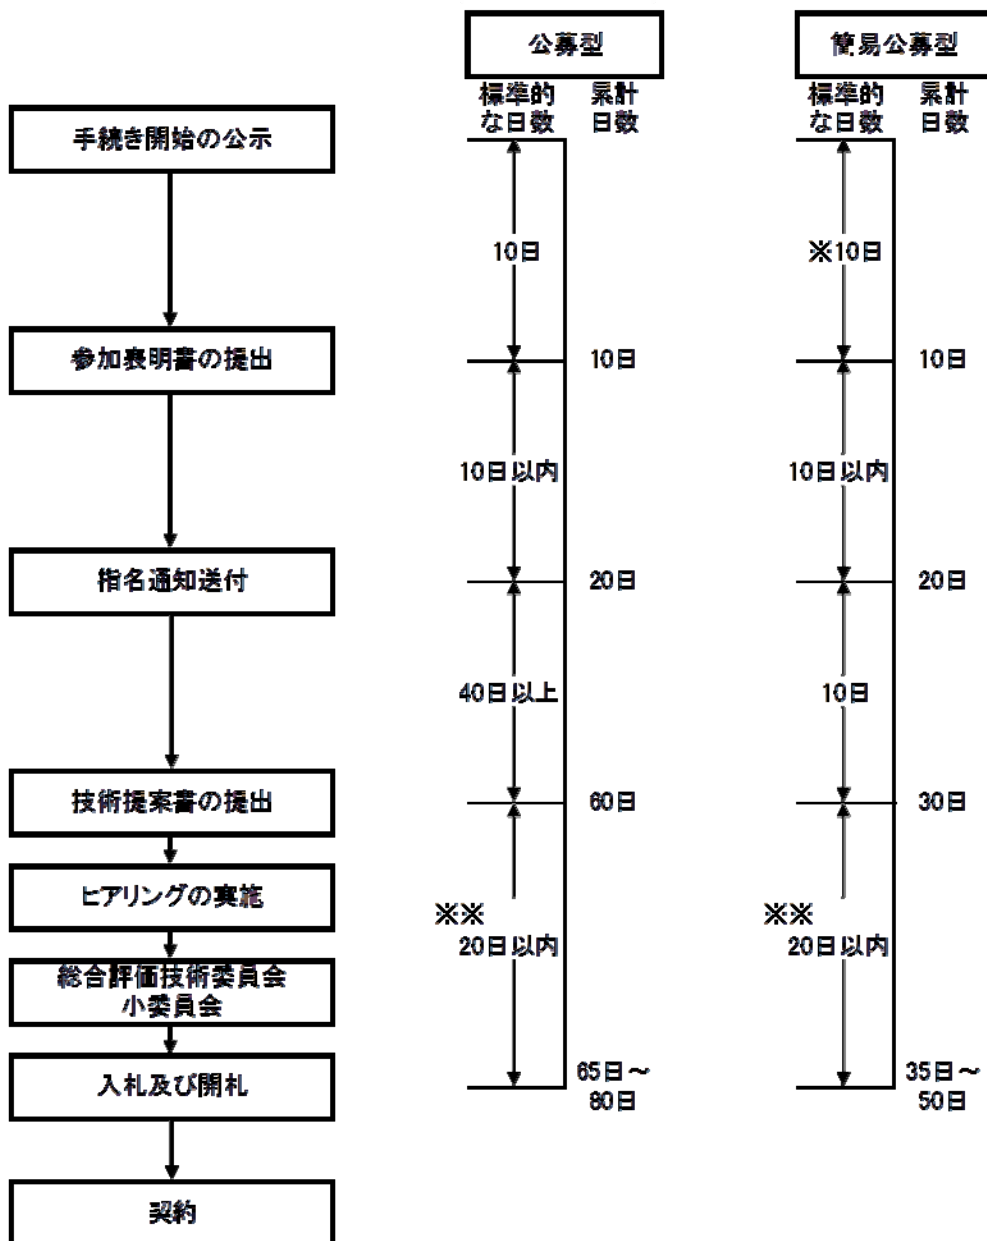 公募型
簡易公募型
標準的
な日数
累計
日数
標準的
な日数
累計
日数
手続き開始の公示
10日
※10日
参加表明書の提出
10日
10日
10日以内
10日以内
指名通知送付
20日
20日
40日以上
10日
技術提案書の提出
60日
30日
ヒアリングの実施
※※
20日以内
※※
20日以内
総合評価技術委員会
小委員会
入札及び開札
65日～
80日
35日～
50日
契約